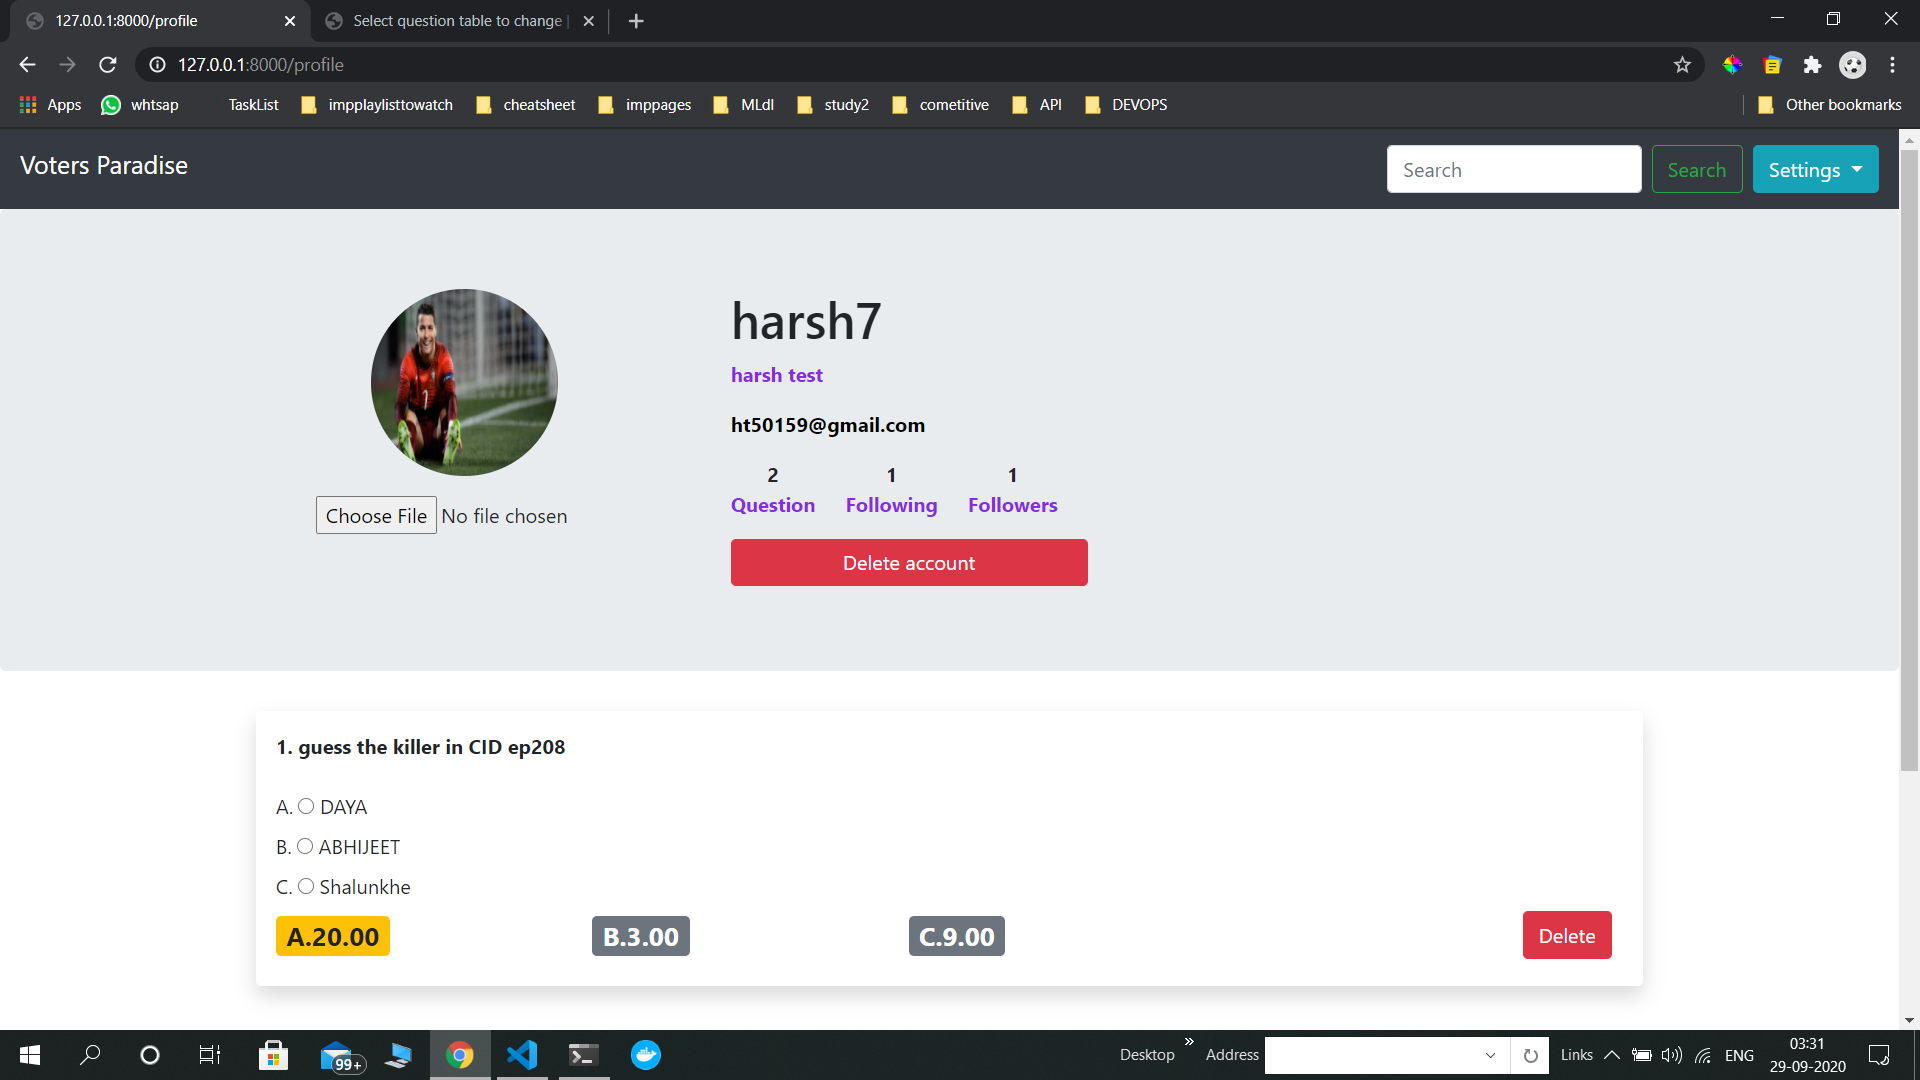 127.0.0.1:8000/profile
Select question table to change |
127.0.0.1:8000/profile
Apps
whtsap
TaskList
impplaylisttowatch
cheatsheet
imppages
MLdl
study2
cometitive
API
DEVOPS
Other bookmarks
Voters Paradise
Search
Search
Settings
harsh7
harsh test
ht50159@gmail.com
2 1 1
Question Following Followers
Choose File No file chosen
Delete account
1. guess the killer in CID ep208
A. DAYA
B. ABHIJEET
C. Shalunkhe
A.20.00 B.3.00 C.9.00 Delete
99+
Desktop
Address
Links
ENG
03:31
29-09-2020